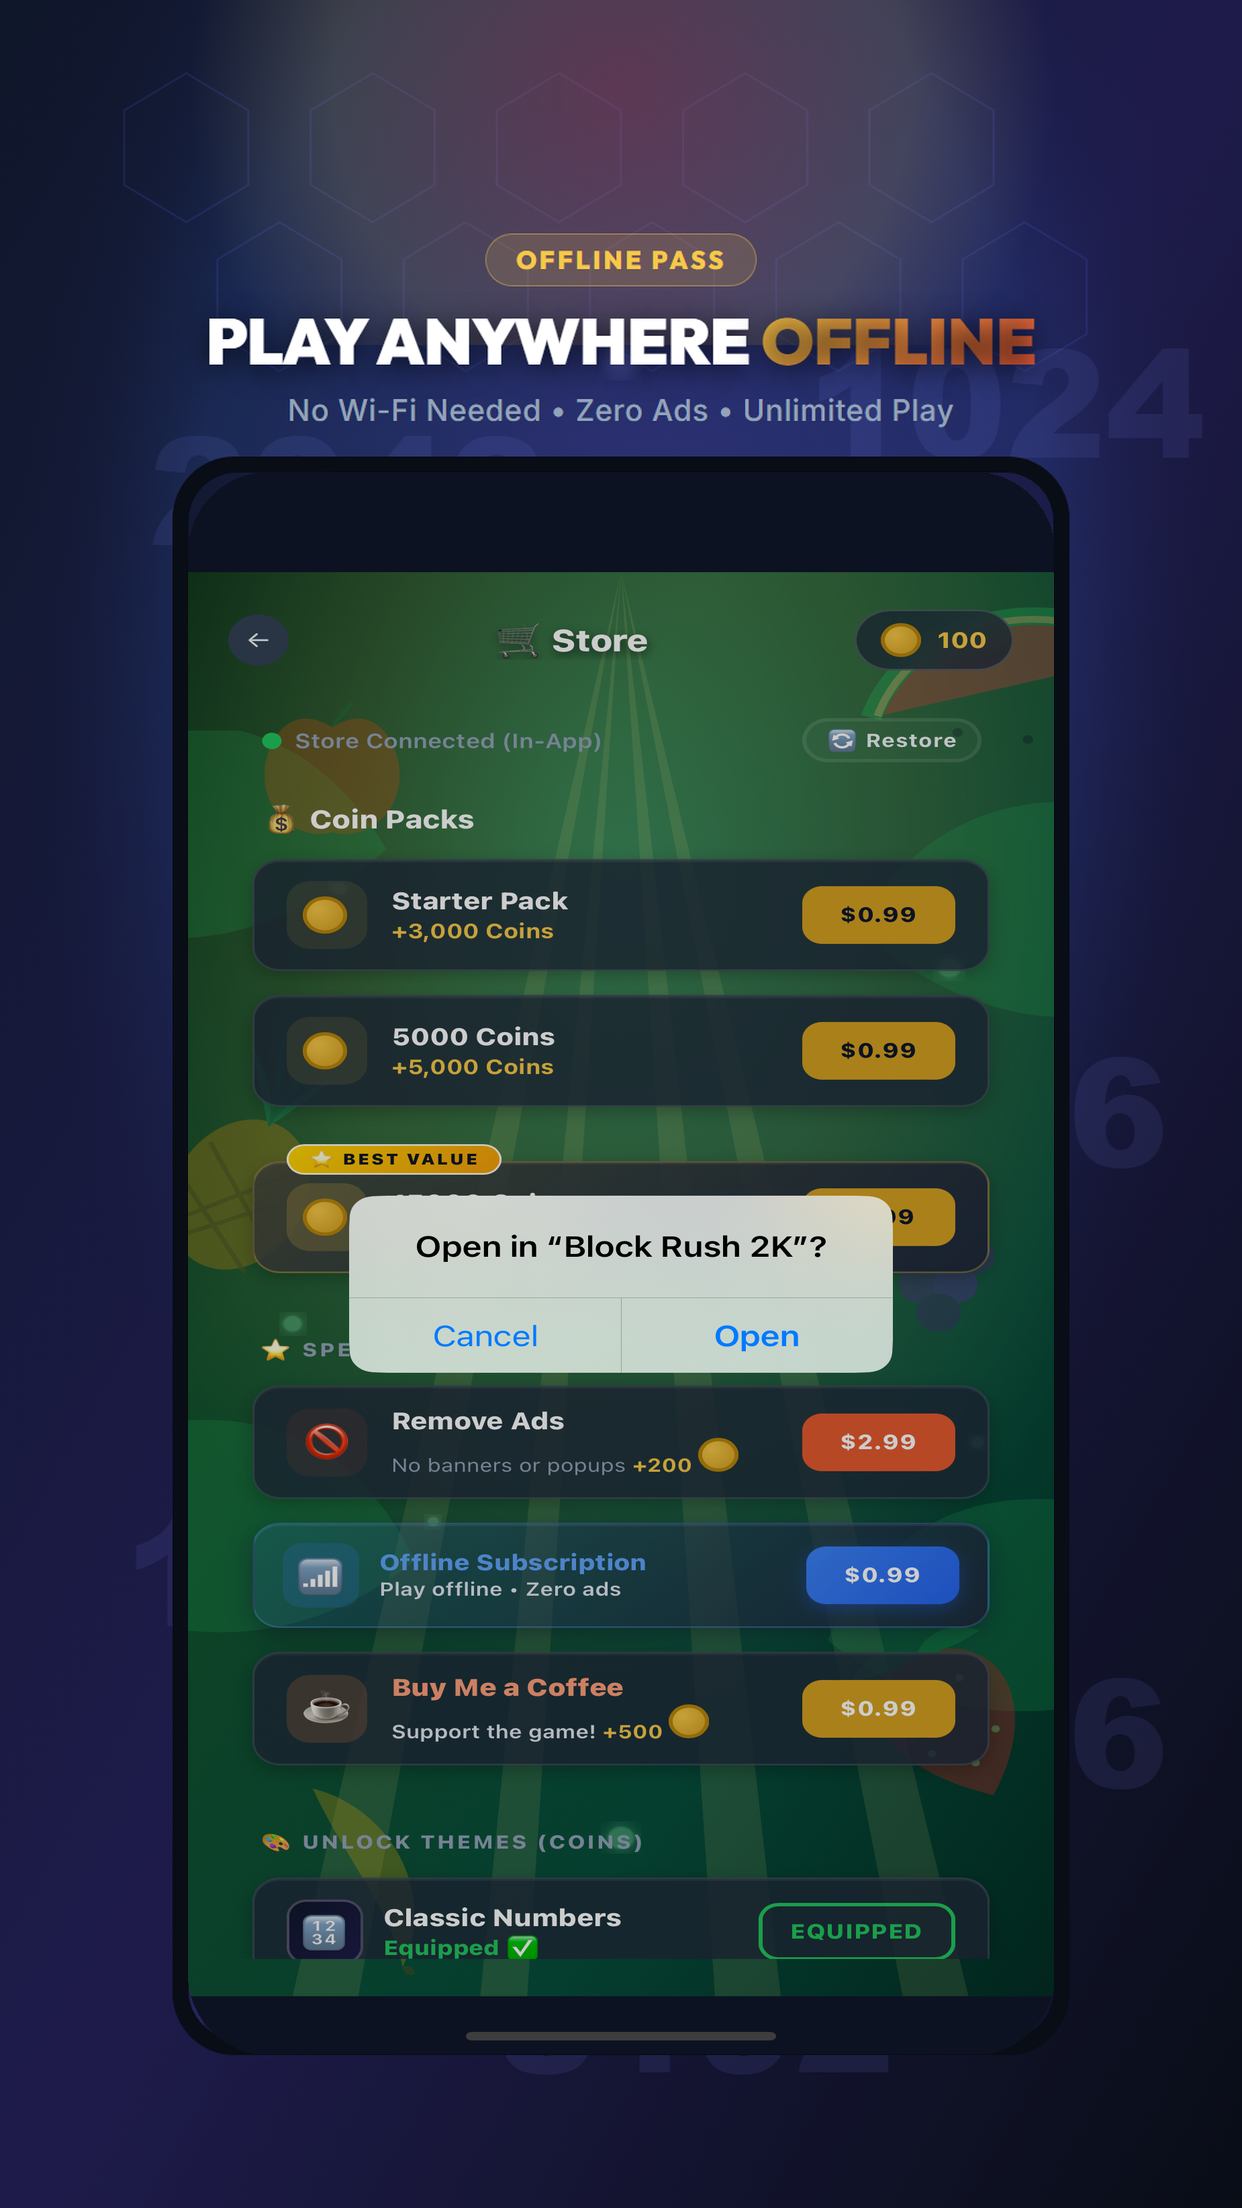 OFFLINE PASS
PLAY ANYWHERE OFFLINE
No Wi-Fi Needed • Zero Ads • Unlimited Play
1024
Store
100
Store Connected (In-App)
Restore
Coin Packs
Starter Pack
+3,000 Coins
$0.99
5000 Coins
+5,000 Coins
$0.99
BEST VALUE
Open in “Block Rush 2K”?
Cancel
Open
Remove Ads
No banners or popups +200
$2.99
Offline Subscription
Play offline • Zero ads
$0.99
Buy Me a Coffee
Support the game! +500
$0.99
UNLOCK THEMES (COINS)
12
34
Classic Numbers
Equipped
EQUIPPED